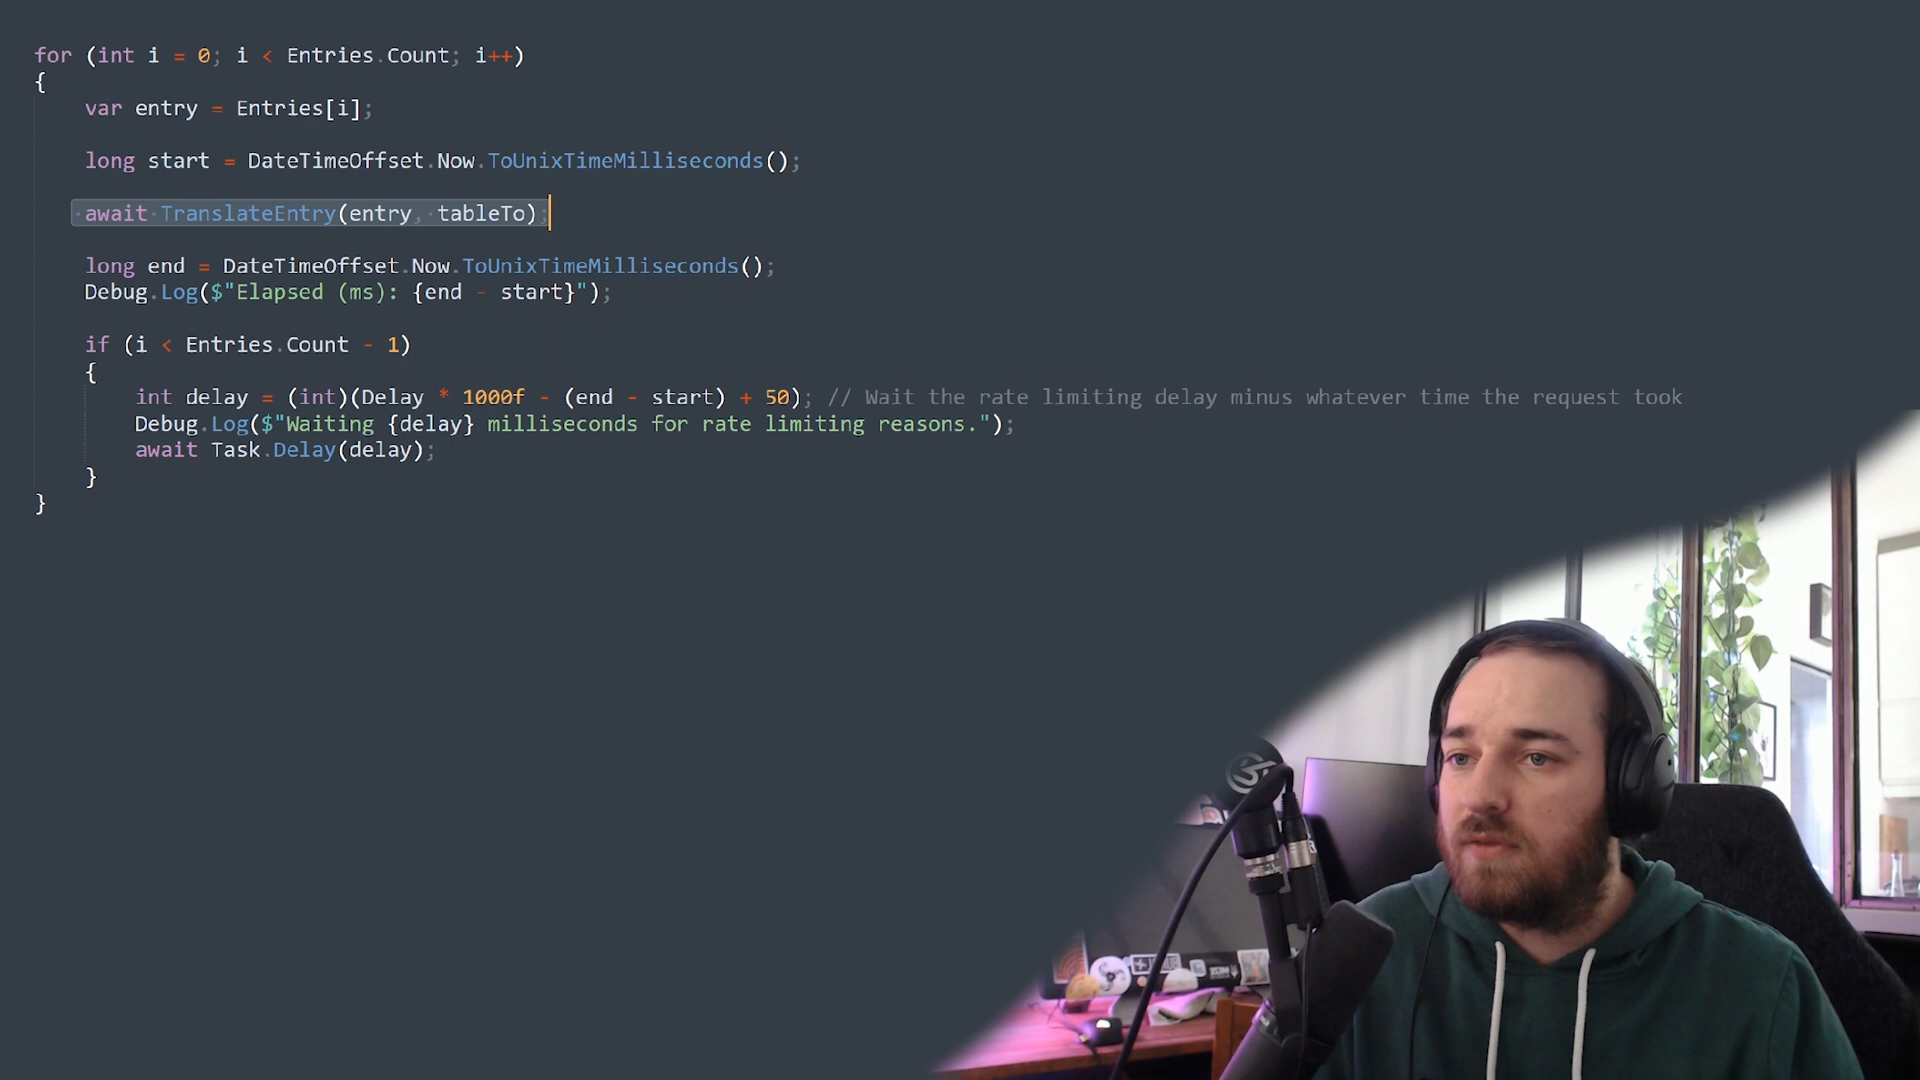 for (int i = 0; i < Entries.Count; i++)
{
var entry = Entries[i];
long start = DateTimeOffset.Now.ToUnixTimeMilliseconds();
await TranslateEntry(entry, tableTo);
long end = DateTimeOffset.Now.ToUnixTimeMilliseconds();
Debug.Log($"Elapsed (ms): {end - start}");
if (i < Entries.Count - 1)
{
int delay = (int)(Delay * 1000f - (end - start) + 50); // Wait the rate limiting delay minus whatever time the request took
Debug.Log($"Waiting {delay} milliseconds for rate limiting reasons.");
await Task.Delay(delay);
}
}